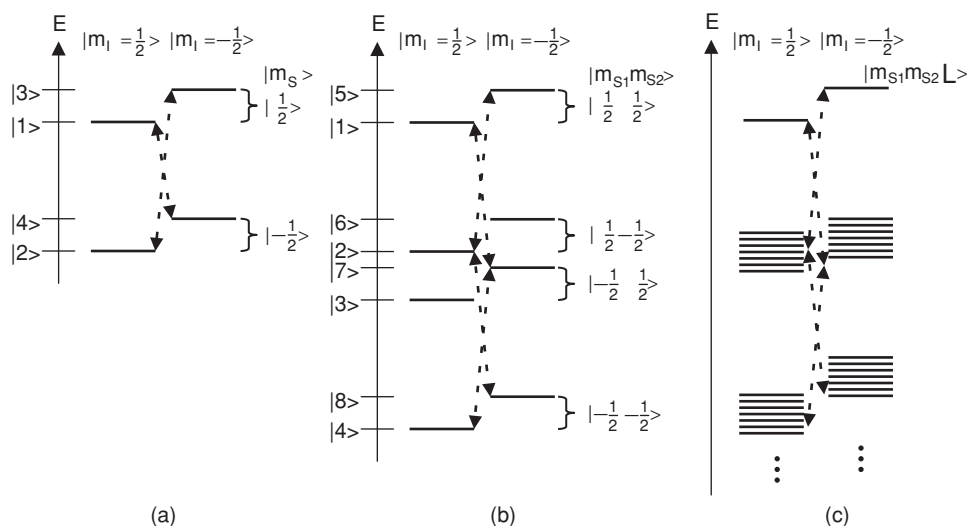 E
|m_I = 1/2> |m_I = −1/2>
|m_S>
|3>
|1>
|4>
|2>
| 1/2>
|−1/2>
(a)
E
|m_I = 1/2> |m_I = −1/2>
|m_S1 m_S2>
|5>
|1>
|6>
|2>
|7>
|3>
|8>
|4>
| 1/2 1/2>
| 1/2 −1/2>
|−1/2 1/2>
|−1/2 −1/2>
(b)
E
|m_I = 1/2> |m_I = −1/2>
|m_S1 m_S2 L>
(c)